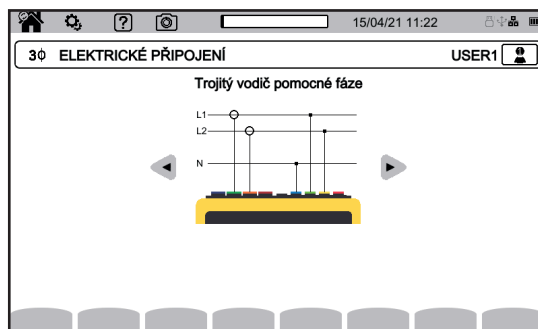 ? 15/04/21 11:22
3Φ ELEKTRICKÉ PŘIPOJENÍ USER1
Trojitý vodič pomocné fáze
L1
L2
N